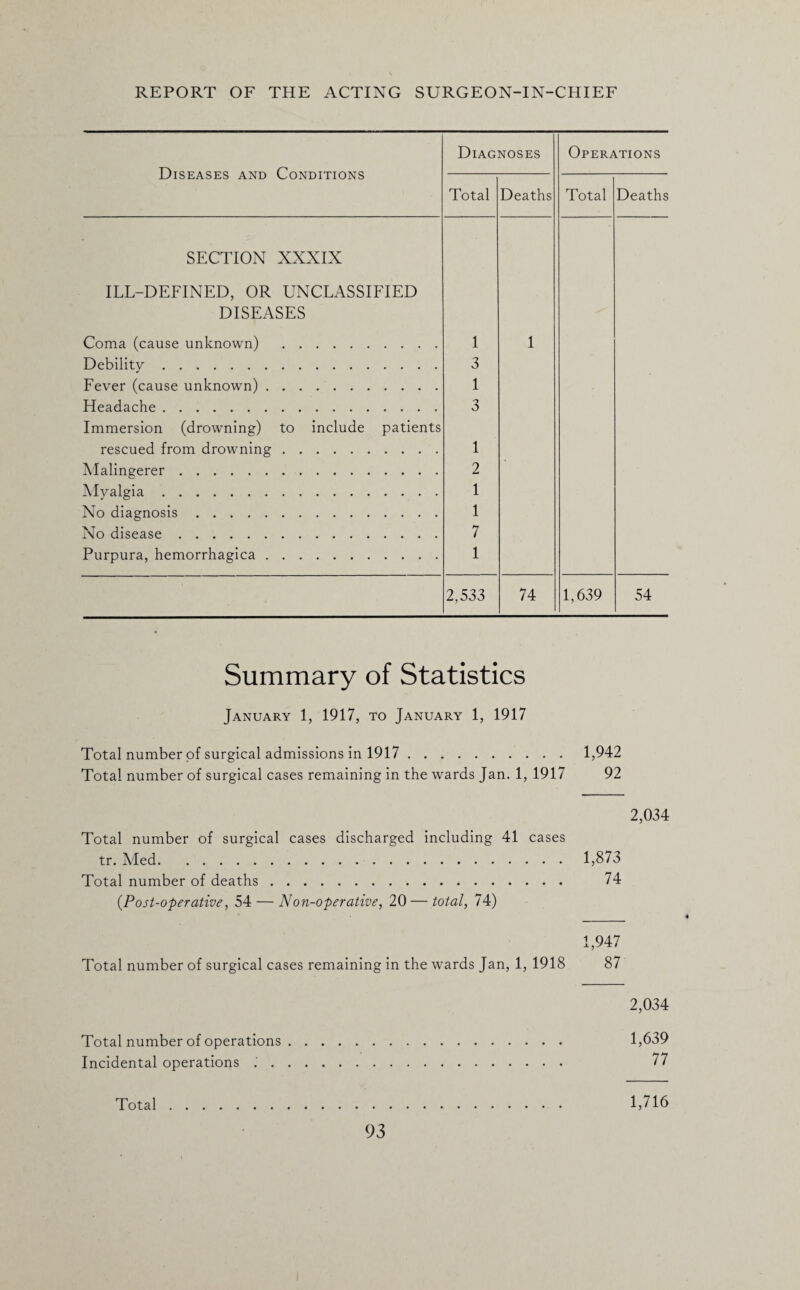 REPORT OF THE ACTING SURGEON-IN-CHIEF
Diseases and Conditions
Diagnoses
Operations
Total
Deaths
Total
Deaths
SECTION XXXIX
ILL-DEFINED, OR UNCLASSIFIED
DISEASES
Coma (cause unknown) . . . . . . . . . . 1 1
Debility . . . . . . . . . . . . . . . . . 3
Fever (cause unknown) . . . . . . . . . . . 1
Headache . . . . . . . . . . . . . . . . . 3
Immersion (drowning) to include patients
rescued from drowning . . . . . . . . . . 1
Malingerer . . . . . . . . . . . . . . . . 2
Myalgia . . . . . . . . . . . . . . . . . 1
No diagnosis . . . . . . . . . . . . . . . 1
No disease . . . . . . . . . . . . . . . . 7
Purpura, hemorrhagica . . . . . . . . . . . 1
2,533 74 1,639 54
Summary of Statistics
January 1, 1917, to January 1, 1917
Total number of surgical admissions in 1917 . . . . . . . . . . 1,942
Total number of surgical cases remaining in the wards Jan. 1, 1917 92
2,034
Total number of surgical cases discharged including 41 cases
tr. Med. . . . . . . . . . . . . . . . . . . . . . . . . . 1,873
Total number of deaths . . . . . . . . . . . . . . . . . . 74
(Post-operative, 54 — Non-operative, 20 — total, 74)
1,947
Total number of surgical cases remaining in the wards Jan, 1, 1918 87
2,034
Total number of operations . . . . . . . . . . . . . . . . . 1,639
Incidental operations . . . . . . . . . . . . . . . . . . . 77
Total . . . . . . . . . . . . . . . . . . . . . . . . 1,716
93